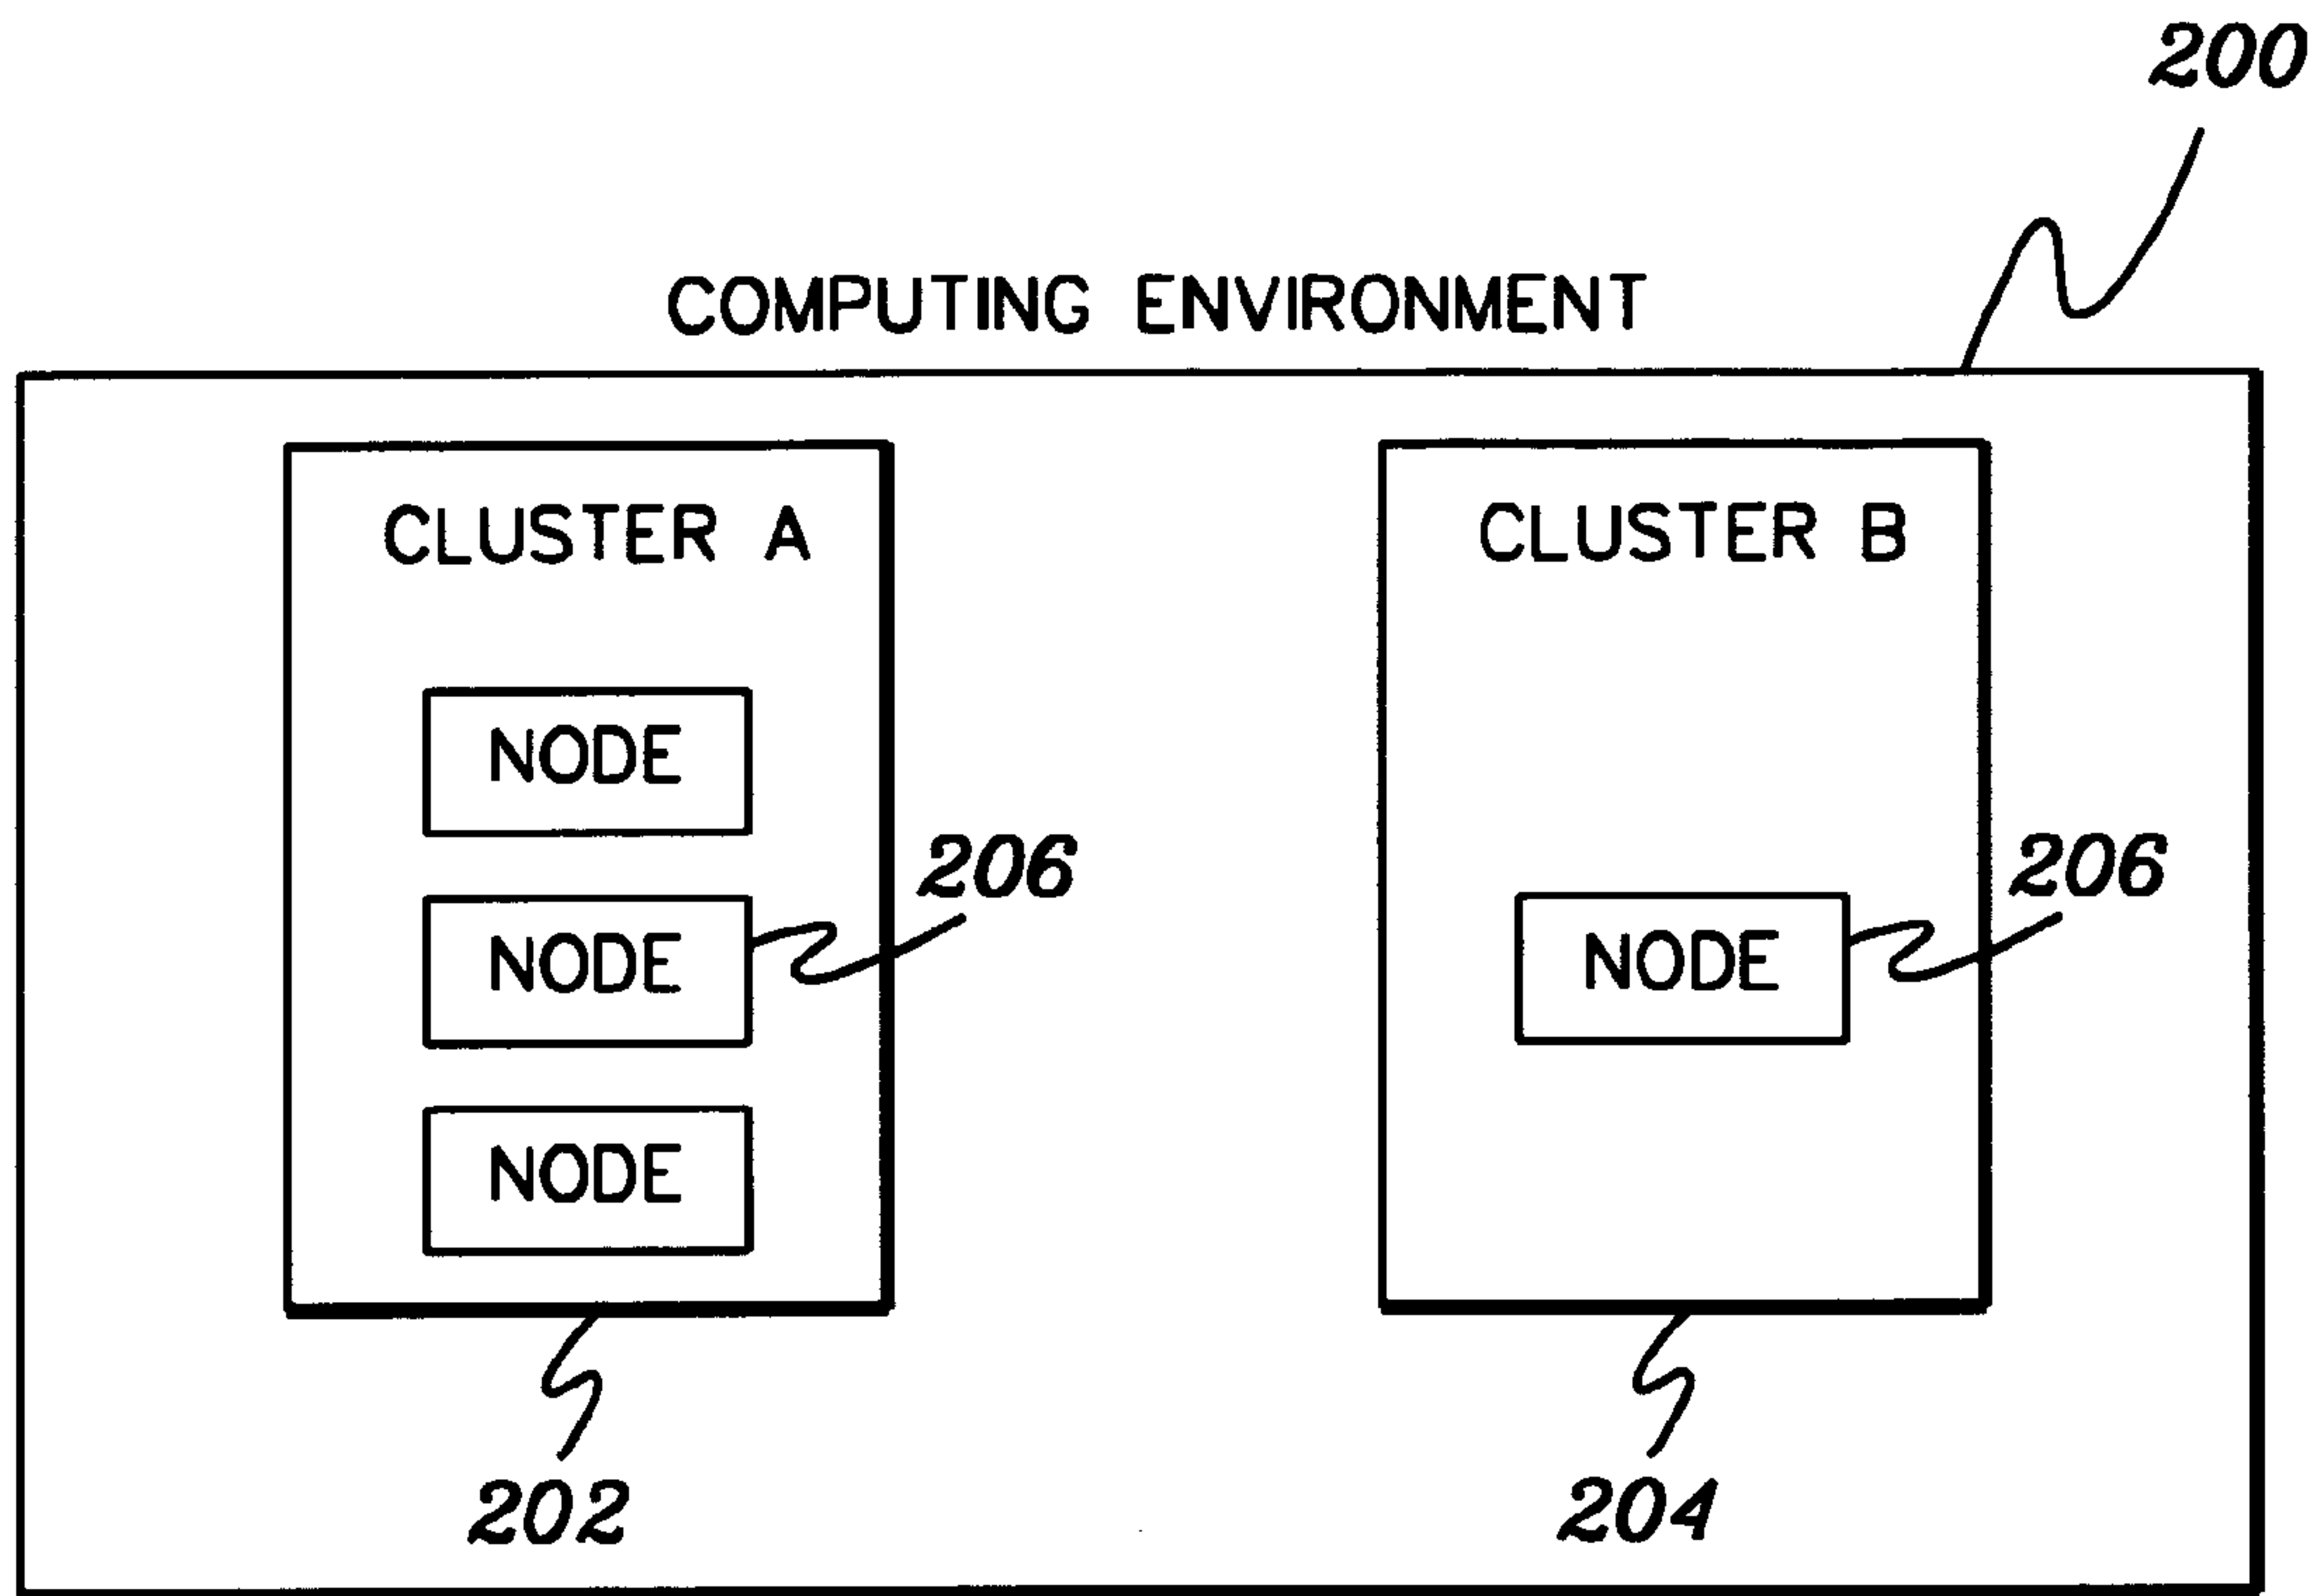 200
COMPUTING ENVIRONMENT
CLUSTER A
NODE
NODE
206
NODE
202
CLUSTER B
NODE
206
204